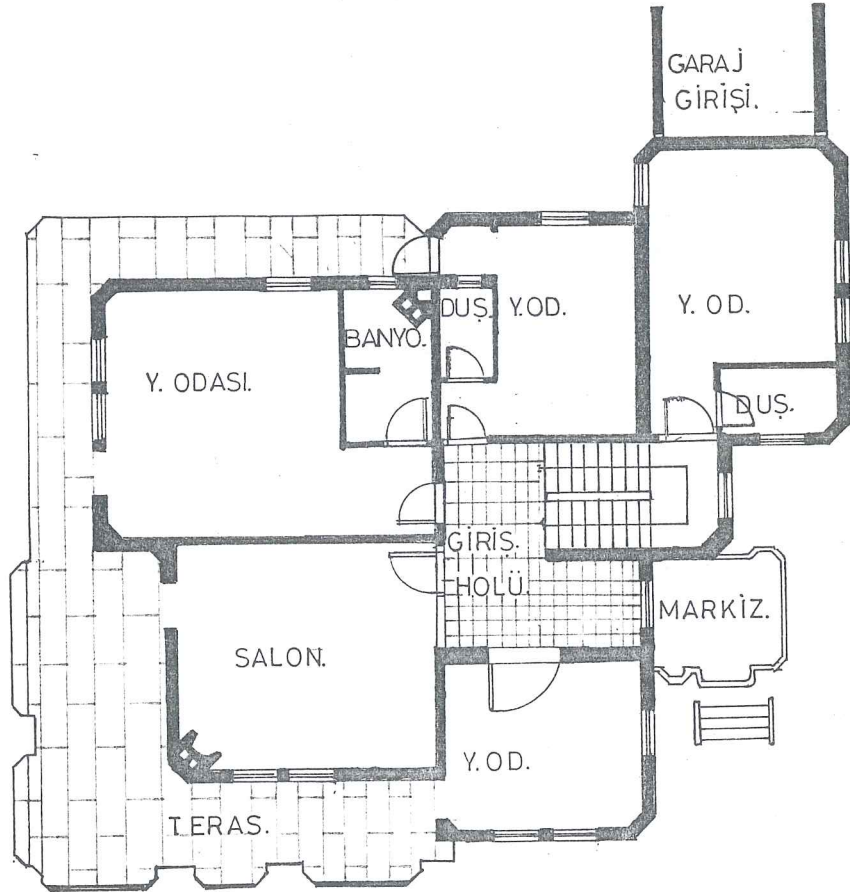 GARAJ
GİRİŞİ.
Y. OD.
DUŞ.
Y.OD.
BANYO.
Y. ODASI.
DUŞ.
GİRİŞ.
HOLÜ.
MARKİZ.
SALON.
Y.OD.
TERAS.